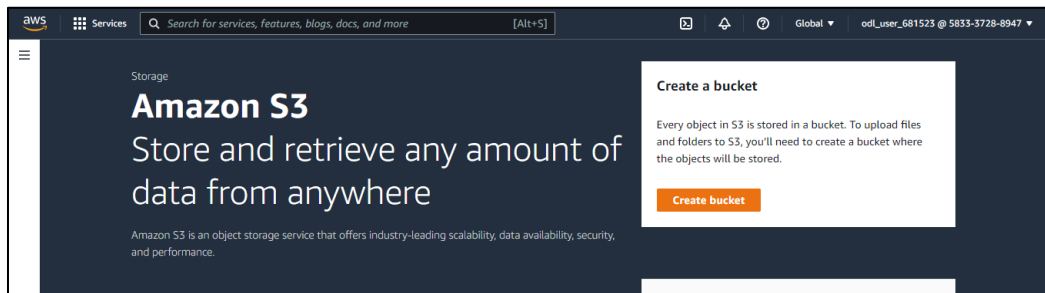 aws
Services
Search for services, features, blogs, docs, and more
[Alt+S]
Global ▼
odl_user_681523 @ 5833-3728-8947 ▼
Storage
Amazon S3
Store and retrieve any amount of
data from anywhere
Amazon S3 is an object storage service that offers industry-leading scalability, data availability, security,
and performance.
Create a bucket
Every object in S3 is stored in a bucket. To upload files
and folders to S3, you'll need to create a bucket where
the objects will be stored.
Create bucket